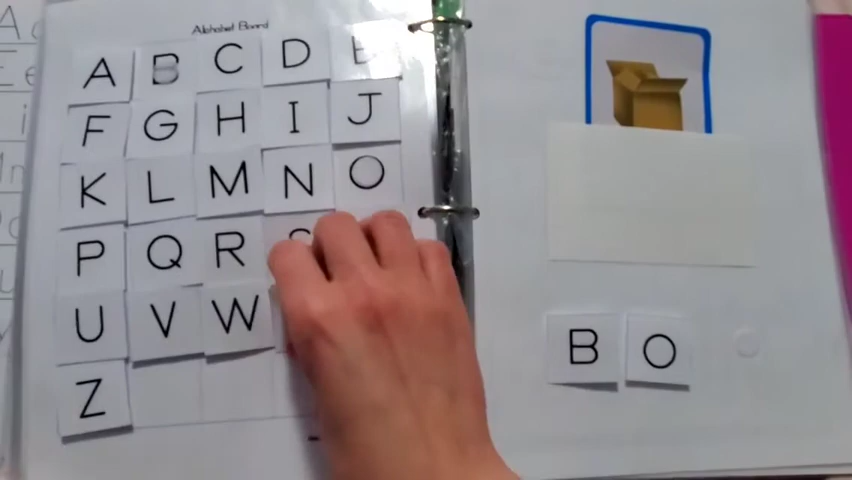 Alphabet Board
A B C D E
F G H I J
K L M N O
P Q R S
U V W
Z
B O